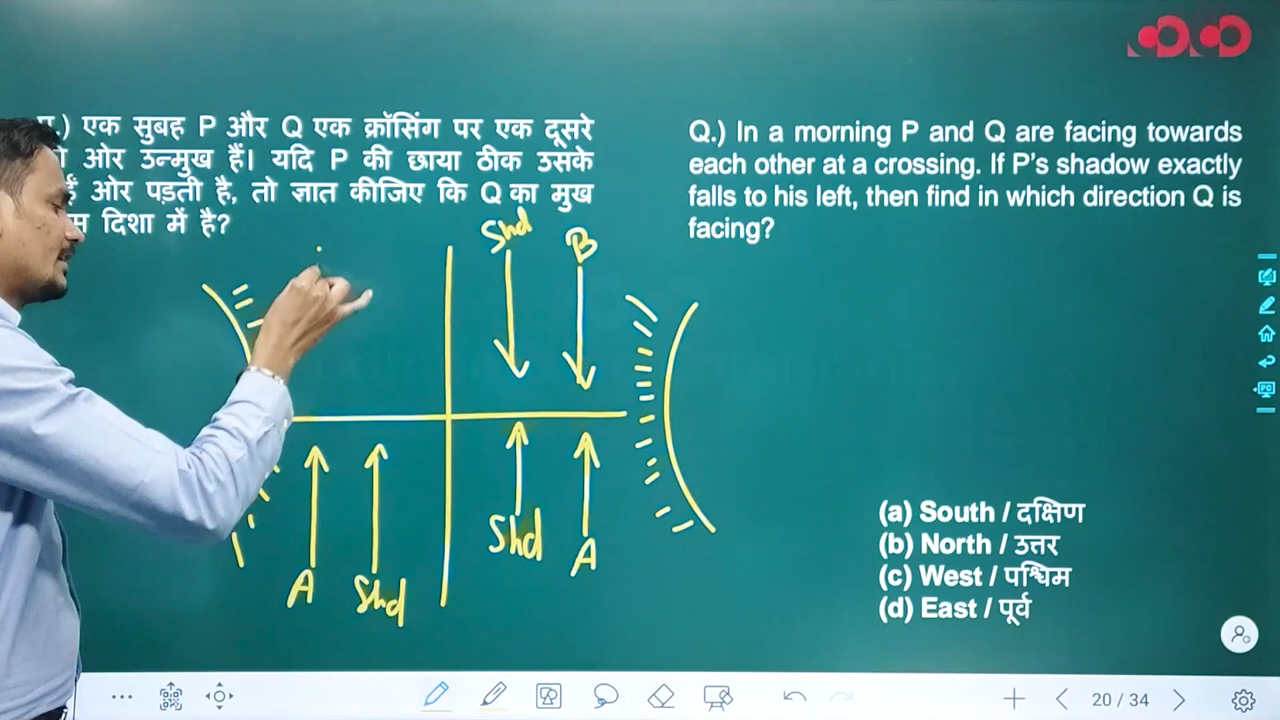 एक सुबह P और Q एक क्रॉसिंग पर एक दूसरे
ओर उन्मुख हैं। यदि P की छाया ठीक उसके
ओर पड़ती है, तो ज्ञात कीजिए कि Q का मुख
दिशा में है?
Q.) In a morning P and Q are facing towards
each other at a crossing. If P's shadow exactly
falls to his left, then find in which direction Q is
facing?
Shd B
A Shd Shd A
(a) South / दक्षिण
(b) North / उत्तर
(c) West / पश्चिम
(d) East / पूर्व
20 / 34